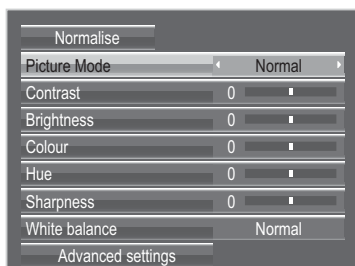 Normalise
Picture Mode Normal
Contrast 0
Brightness 0
Colour 0
Hue 0
Sharpness 0
White balance Normal
Advanced settings